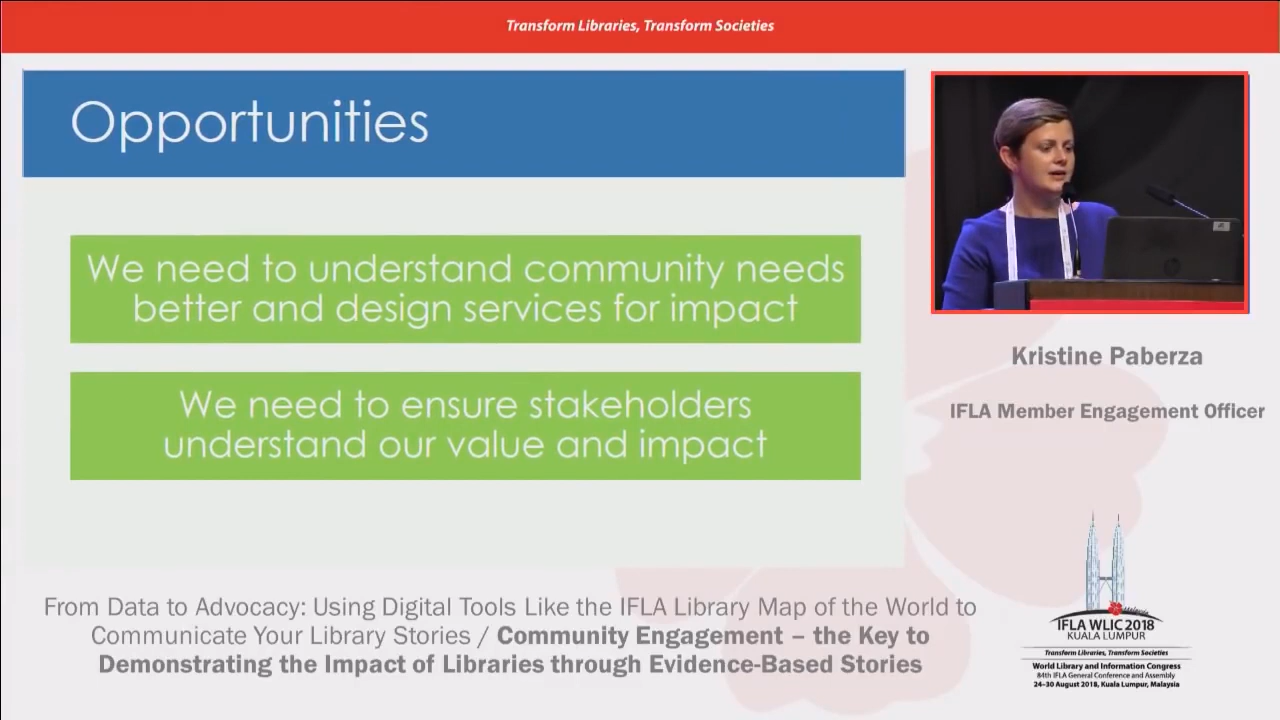 Transform Libraries, Transform Societies
Opportunities
We need to understand community needs
better and design services for impact
We need to ensure stakeholders
understand our value and impact
Kristine Paberza
IFLA Member Engagement Officer
From Data to Advocacy: Using Digital Tools Like the IFLA Library Map of the World to
Communicate Your Library Stories / Community Engagement – the Key to
Demonstrating the Impact of Libraries through Evidence-Based Stories
Malaysia
IFLA WLIC 2018
KUALA LUMPUR
Transform Libraries, Transform Societies
World Library and Information Congress
84th IFLA General Conference and Assembly
24–30 August 2018, Kuala Lumpur, Malaysia